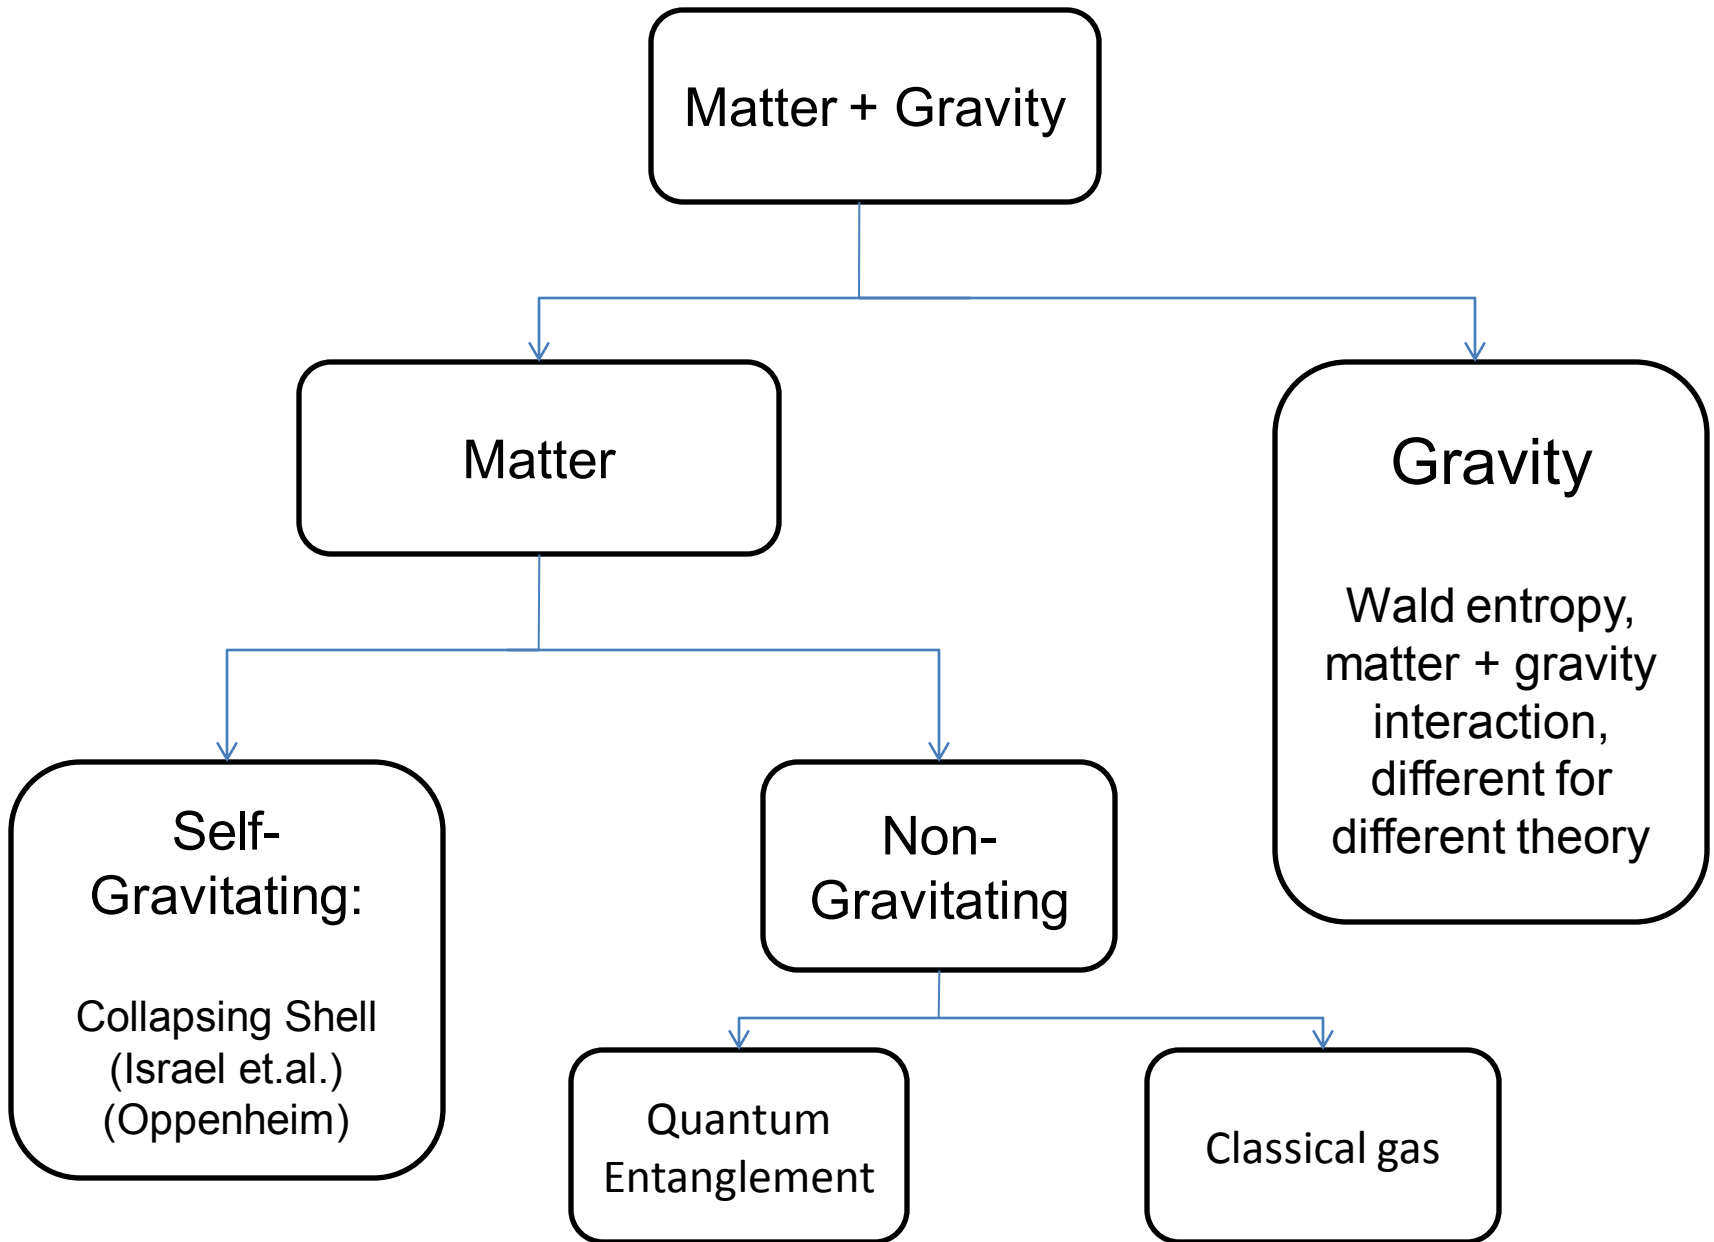 Matter + Gravity
Matter
Gravity
Wald entropy,
matter + gravity
interaction,
different for
different theory
Self-
Gravitating:
Collapsing Shell
(Israel et.al.)
(Oppenheim)
Non-
Gravitating
Quantum
Entanglement
Classical gas